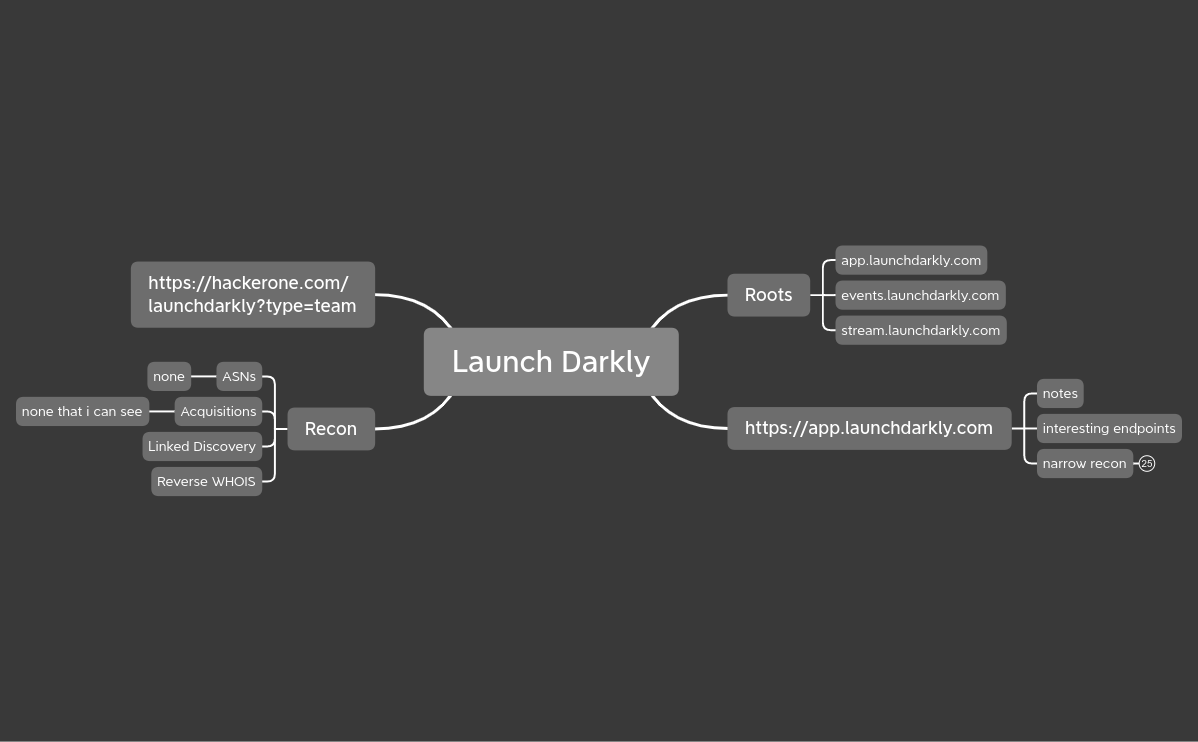 Launch Darkly
https://hackerone.com/
launchdarkly?type=team
Recon
ASNs
none
Acquisitions
none that i can see
Linked Discovery
Reverse WHOIS
Roots
app.launchdarkly.com
events.launchdarkly.com
stream.launchdarkly.com
https://app.launchdarkly.com
notes
interesting endpoints
narrow recon
25